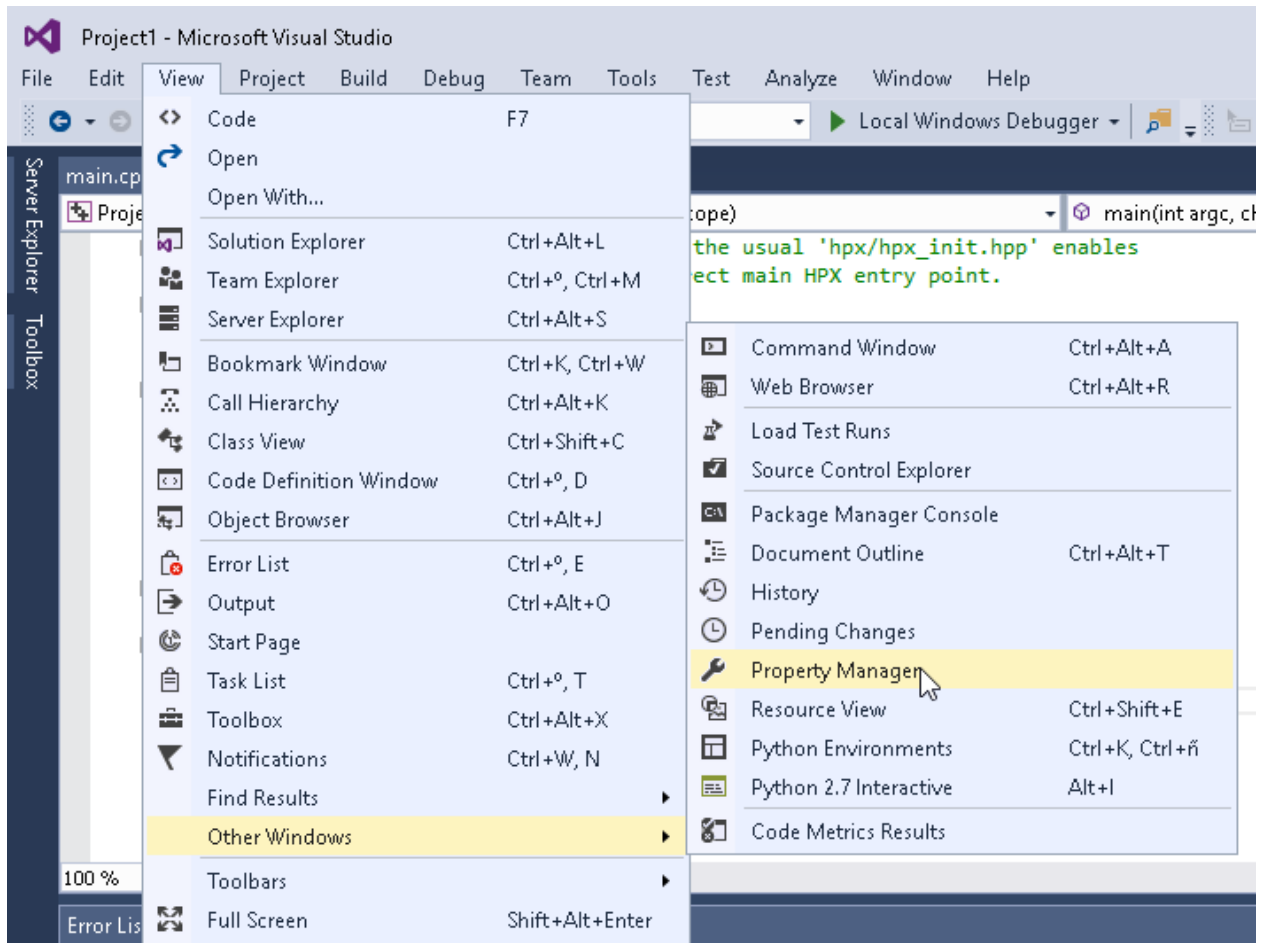 Project1 - Microsoft Visual Studio
File Edit View Project Build Debug Team Tools Test Analyze Window Help
Local Windows Debugger
Server Explorer
Toolbox
main.cp
Proje
cope)
main(int argc, ch
the usual 'hpx/hpx_init.hpp' enables
ect main HPX entry point.
Code F7
Open
Open With...
Solution Explorer Ctrl+Alt+L
Team Explorer Ctrl+º, Ctrl+M
Server Explorer Ctrl+Alt+S
Bookmark Window Ctrl+K, Ctrl+W
Call Hierarchy Ctrl+Alt+K
Class View Ctrl+Shift+C
Code Definition Window Ctrl+º, D
Object Browser Ctrl+Alt+J
Error List Ctrl+º, E
Output Ctrl+Alt+O
Start Page
Task List Ctrl+º, T
Toolbox Ctrl+Alt+X
Notifications Ctrl+W, N
Find Results
Other Windows
Toolbars
Full Screen Shift+Alt+Enter
Command Window Ctrl+Alt+A
Web Browser Ctrl+Alt+R
Load Test Runs
Source Control Explorer
Package Manager Console
Document Outline Ctrl+Alt+T
History
Pending Changes
Property Manager
Resource View Ctrl+Shift+E
Python Environments Ctrl+K, Ctrl+ñ
Python 2.7 Interactive Alt+I
Code Metrics Results
100 %
Error Lis